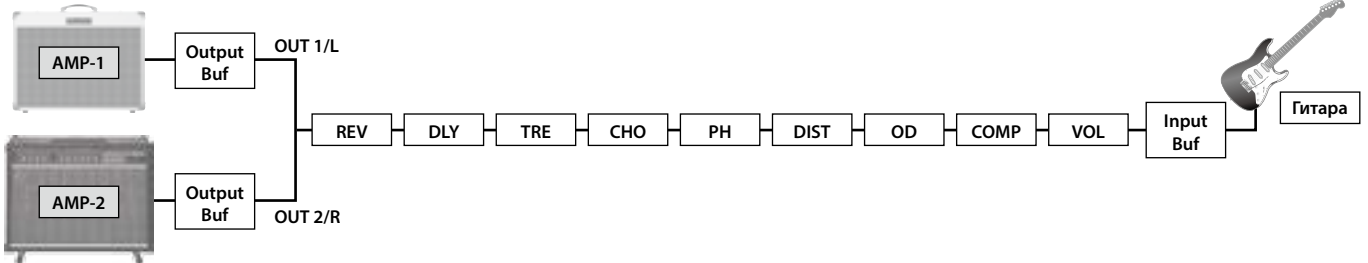 AMP-1
Output
Buf
OUT 1/L
REV
DLY
TRE
CHO
PH
DIST
OD
COMP
VOL
Input
Buf
Гитара
AMP-2
Output
Buf
OUT 2/R